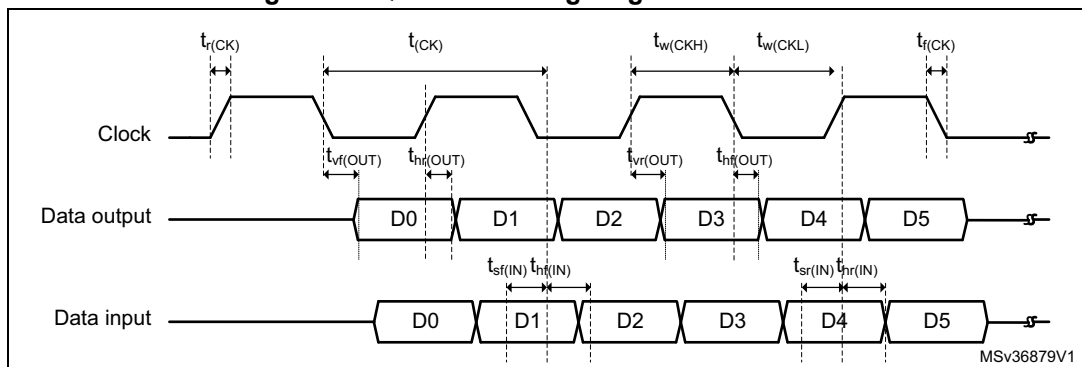 t_r(CK) t_(CK) t_w(CKH) t_w(CKL) t_f(CK)
Clock
t_vf(OUT) t_hr(OUT) t_vr(OUT) t_hf(OUT)
Data output D0 D1 D2 D3 D4 D5
t_sf(IN) t_hf(IN) t_sr(IN) t_hr(IN)
Data input D0 D1 D2 D3 D4 D5
MSv36879V1